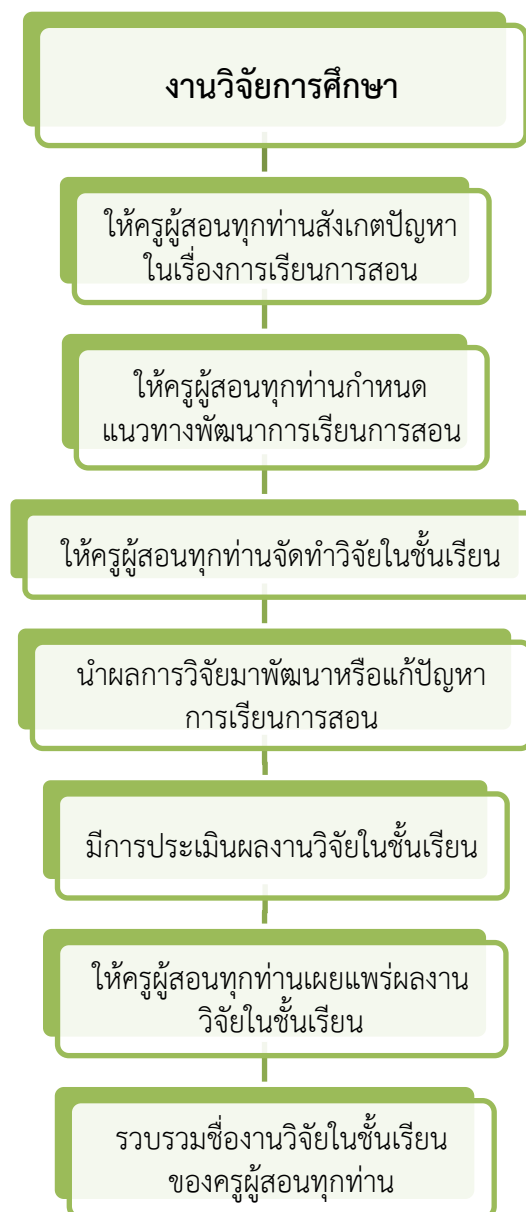 งานวิจัยการศึกษา
ให้ครูผู้สอนทุกท่านสังเกตปัญหา
ในเรื่องการเรียนการสอน
ให้ครูผู้สอนทุกท่านกำหนด
แนวทางพัฒนาการเรียนการสอน
ให้ครูผู้สอนทุกท่านจัดทำวิจัยในชั้นเรียน
นำผลการวิจัยมาพัฒนาหรือแก้ปัญหา
การเรียนการสอน
มีการประเมินผลงานวิจัยในชั้นเรียน
ให้ครูผู้สอนทุกท่านเผยแพร่ผลงาน
วิจัยในชั้นเรียน
รวบรวมชื่องานวิจัยในชั้นเรียน
ของครูผู้สอนทุกท่าน